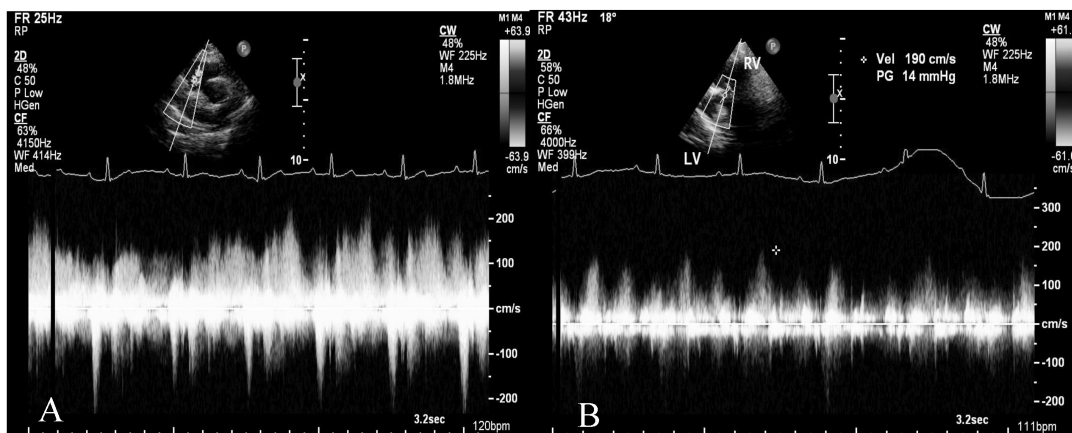 FR 25Hz
RP
2D
48%
C 50
P Low
HGen
CF
63%
4150Hz
WF 414Hz
Med
P
X
10
CW
48%
WF 225Hz
M4
1.8MHz
M1 M4
+63.9
-63.9
cm/s
200
100
cm/s
-100
-200
A
3.2sec
120bpm
FR 43Hz 18°
RP
2D
58%
C 50
P Low
HGen
CF
66%
4000Hz
WF 399Hz
Med
P
RV
LV
X
10
Vel 190 cm/s
PG 14 mmHg
CW
48%
WF 225Hz
M4
1.8MHz
M1 M4
+61.
-61.6
cm/s
300
200
100
cm/s
-100
-200
B
3.2sec
111bpm